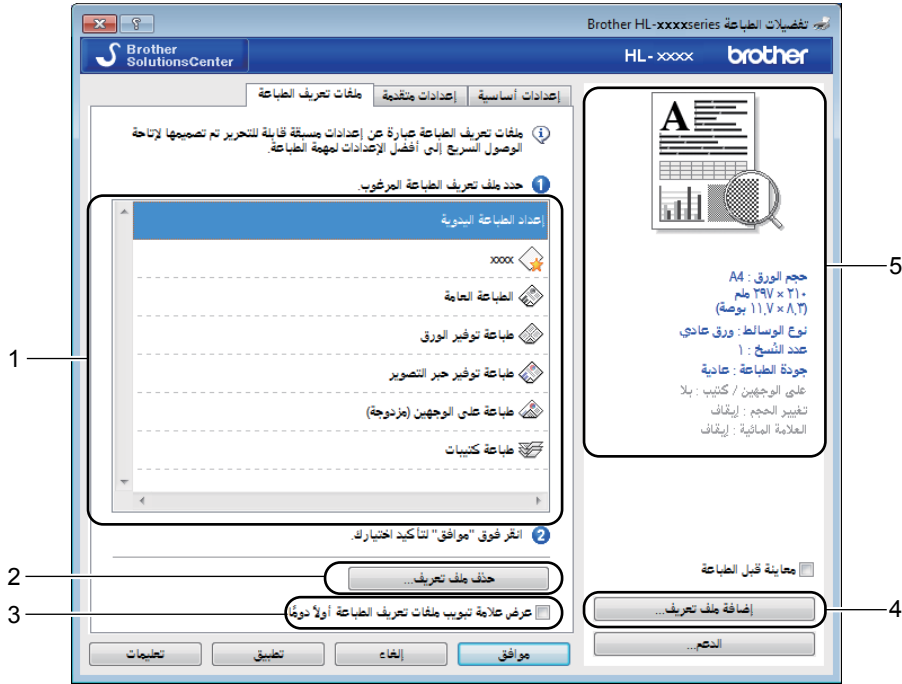 تفضيلات الطباعة Brother HL-xxxxseries
?
Brother
SolutionsCenter
HL- xxxx
brother
إعدادات أساسية
إعدادات متقدمة
ملفات تعريف الطباعة
ملفات تعريف الطباعة عبارة عن إعدادات مسبقة قابلة للتحرير تم تصميمها لإتاحة
الوصول السريع إلى أفضل الإعدادات لمهمة الطباعة.
1 حدد ملف تعريف الطباعة المرغوب.
إعداد الطباعة اليدوية
xxxx
الطباعة العامة
طباعة توفير الورق
طباعة توفير حبر التصوير
طباعة على الوجهين (مزدوجة)
طباعة كتيبات
2 انقر فوق "موافق" لتأكيد اختيارك.
حذف ملف تعريف...
عرض علامة تبويب ملفات تعريف الطباعة أولاً دومًا
موافق
إلغاء
تطبيق
تعليمات
A
حجم الورق : A4
٢١٠ × ٢٩٧ ملم
(٨,٣ × ١١,٧ بوصة)
نوع الوسائط : ورق عادي
عدد النُسخ : ١
جودة الطباعة : عادية
على الوجهين / كتيب : بلا
تغيير الحجم : إيقاف
العلامة المائية : إيقاف
معاينة قبل الطباعة
إضافة ملف تعريف...
الدعم...
1
2
3
4
5